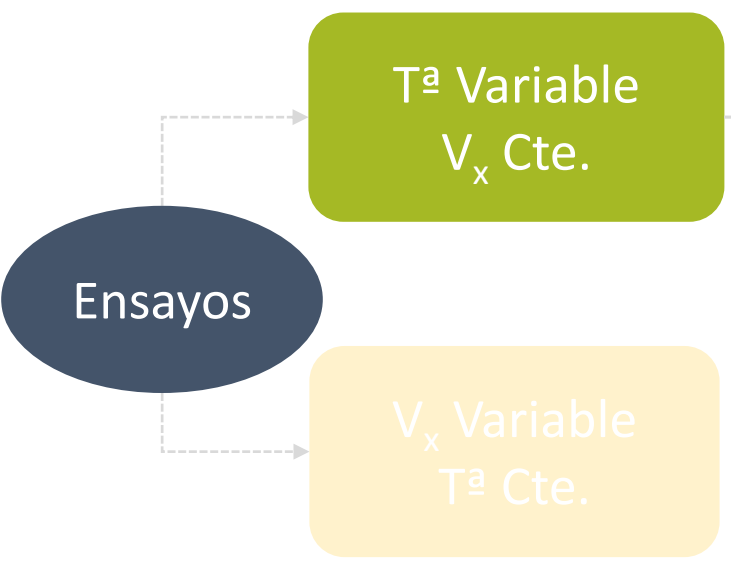 Tª Variable
Vx Cte.
Ensayos
Vx Variable
Tª Cte.